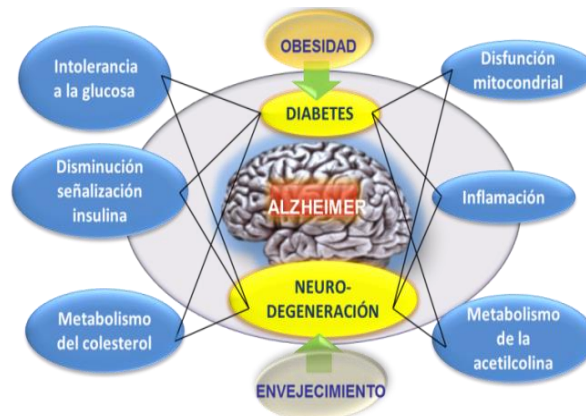 OBESIDAD
Intolerancia
a la glucosa
Disfunción
mitocondrial
DIABETES
Disminución
señalización
insulina
ALZHEIMER
Inflamación
NEURO-
DEGENERACIÓN
Metabolismo
del colesterol
Metabolismo
de la
acetilcolina
ENVEJECIMIENTO